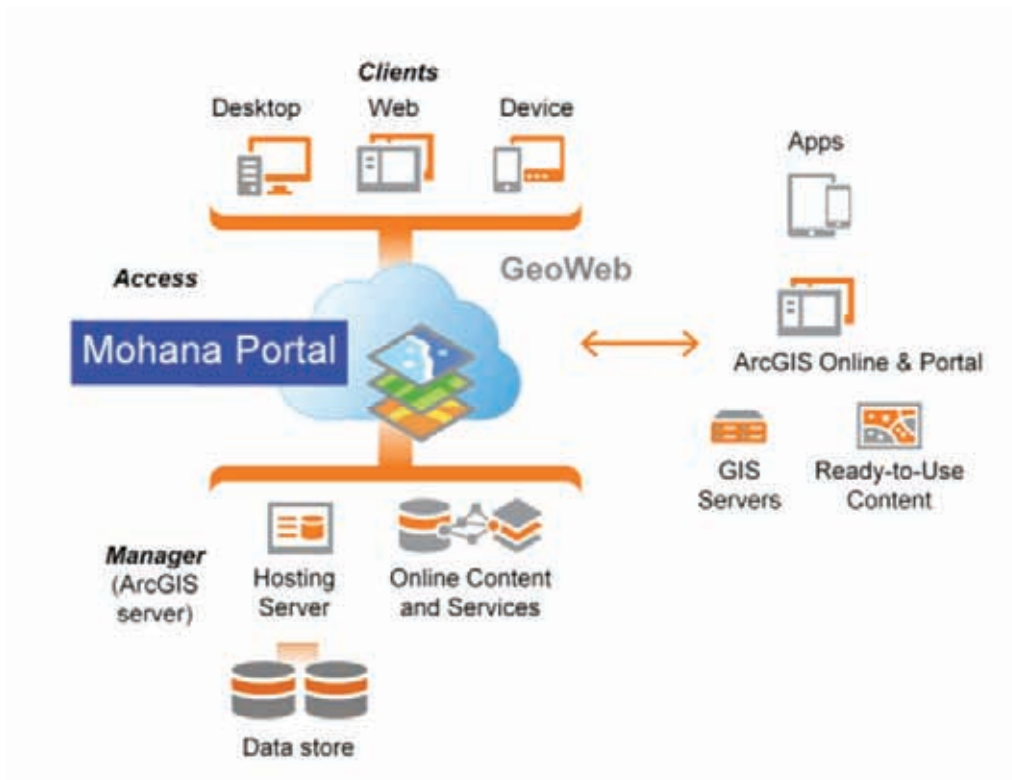 Clients
Desktop Web Device
Apps
GeoWeb
Access
Mohana Portal
ArcGIS Online & Portal
GIS
Servers
Ready-to-Use
Content
Manager
(ArcGIS
server)
Hosting
Server
Online Content
and Services
Data store